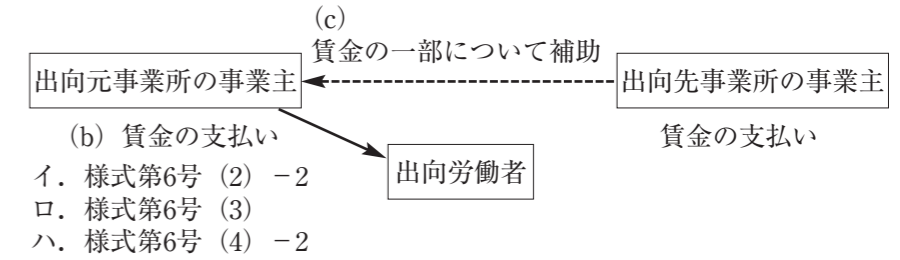 (c)
賃金の一部について補助
出向元事業所の事業主
出向先事業所の事業主
(b) 賃金の支払い
賃金の支払い
出向労働者
イ．様式第6号（2）－2
ロ．様式第6号（3）
ハ．様式第6号（4）－2